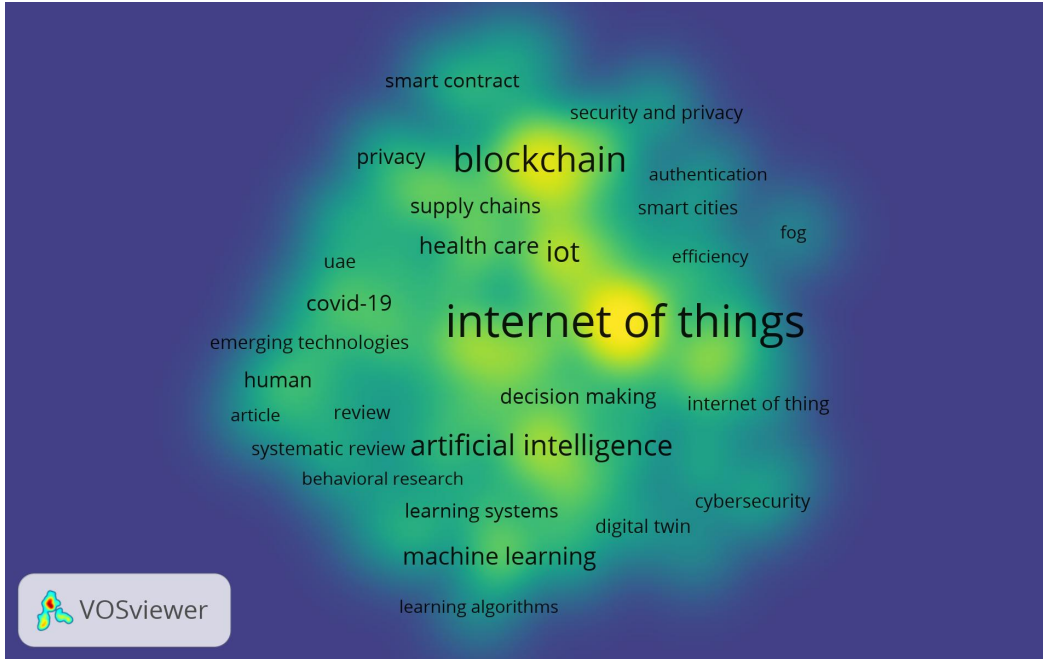 smart contract
security and privacy
privacy
blockchain
authentication
supply chains
smart cities
fog
health care
iot
efficiency
uae
covid-19
internet of things
emerging technologies
human
decision making
internet of thing
article
review
systematic review
artificial intelligence
behavioral research
cybersecurity
learning systems
digital twin
machine learning
learning algorithms
VOSviewer